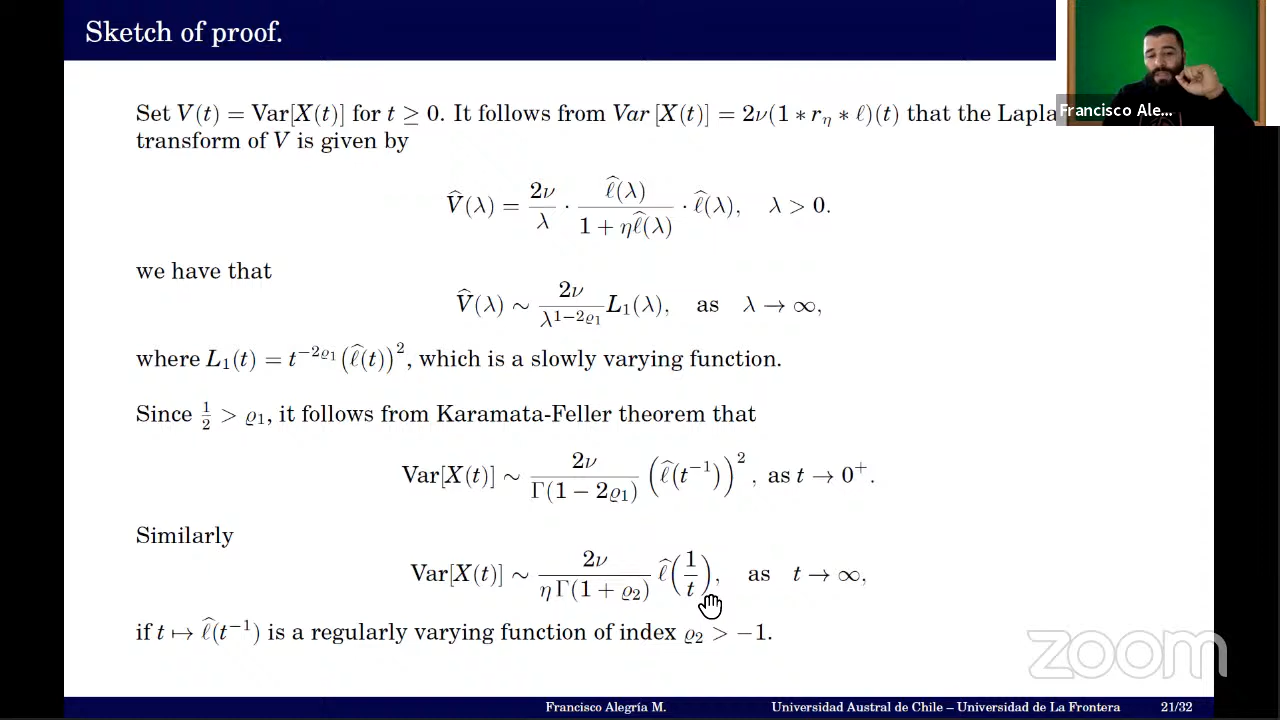 Sketch of proof.
Francisco Ale...
Set V(t) = Var[X(t)] for t ≥ 0. It follows from Var [X(t)] = 2ν(1 ∗ r_η ∗ ℓ)(t) that the Lapla
transform of V is given by
V̂(λ) = 2ν/λ · ℓ̂(λ)/(1 + ηℓ̂(λ)) · ℓ̂(λ), λ > 0.
we have that
V̂(λ) ∼ 2ν/λ^{1−2ϱ₁} L₁(λ), as λ → ∞,
where L₁(t) = t^{−2ϱ₁}(ℓ̂(t))², which is a slowly varying function.
Since 1/2 > ϱ₁, it follows from Karamata-Feller theorem that
Var[X(t)] ∼ 2ν/Γ(1 − 2ϱ₁) (ℓ̂(t^{−1}))², as t → 0⁺.
Similarly
Var[X(t)] ∼ 2ν/(η Γ(1 + ϱ₂)) ℓ̂(1/t), as t → ∞,
if t ↦ ℓ̂(t^{−1}) is a regularly varying function of index ϱ₂ > −1.
zoom
Francisco Alegría M. Universidad Austral de Chile – Universidad de La Frontera 21/32